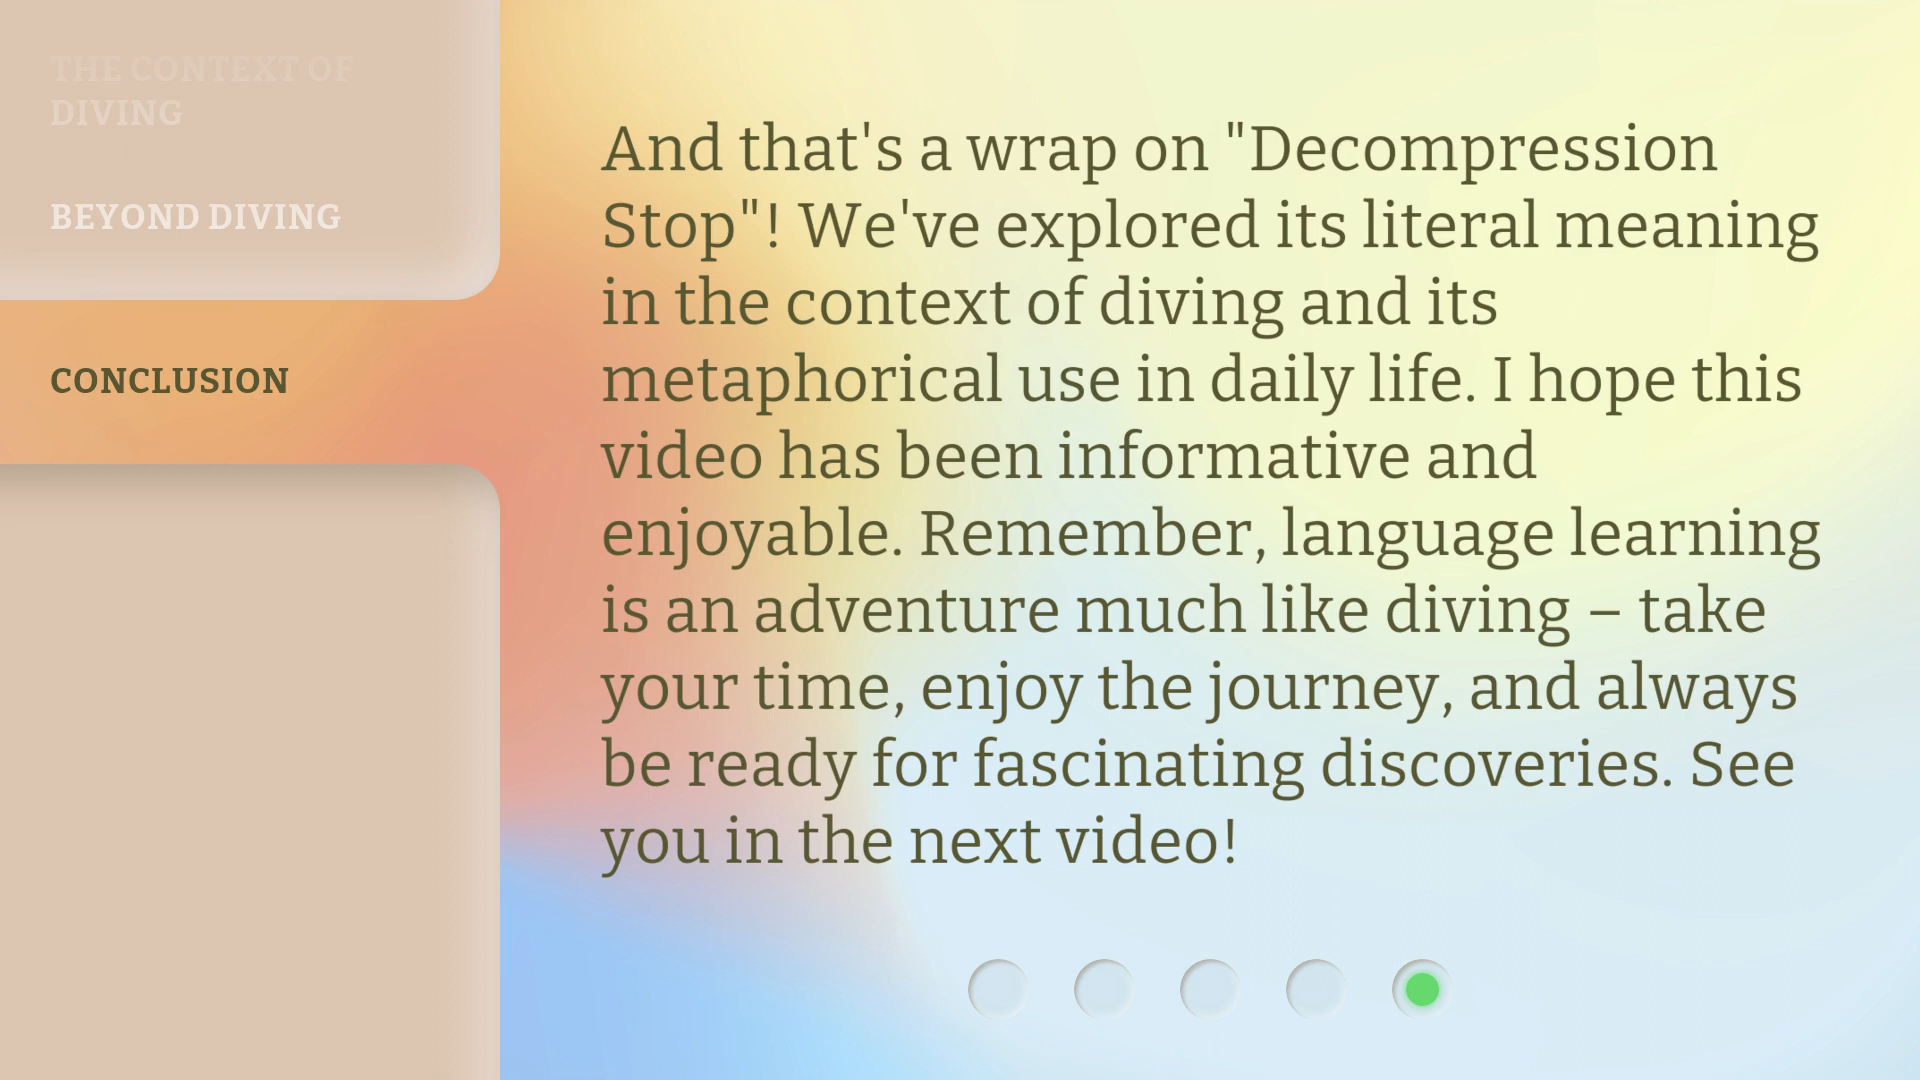 THE CONTEXT OF
DIVING
BEYOND DIVING
CONCLUSION
And that's a wrap on "Decompression
Stop"! We've explored its literal meaning
in the context of diving and its
metaphorical use in daily life. I hope this
video has been informative and
enjoyable. Remember, language learning
is an adventure much like diving – take
your time, enjoy the journey, and always
be ready for fascinating discoveries. See
you in the next video!